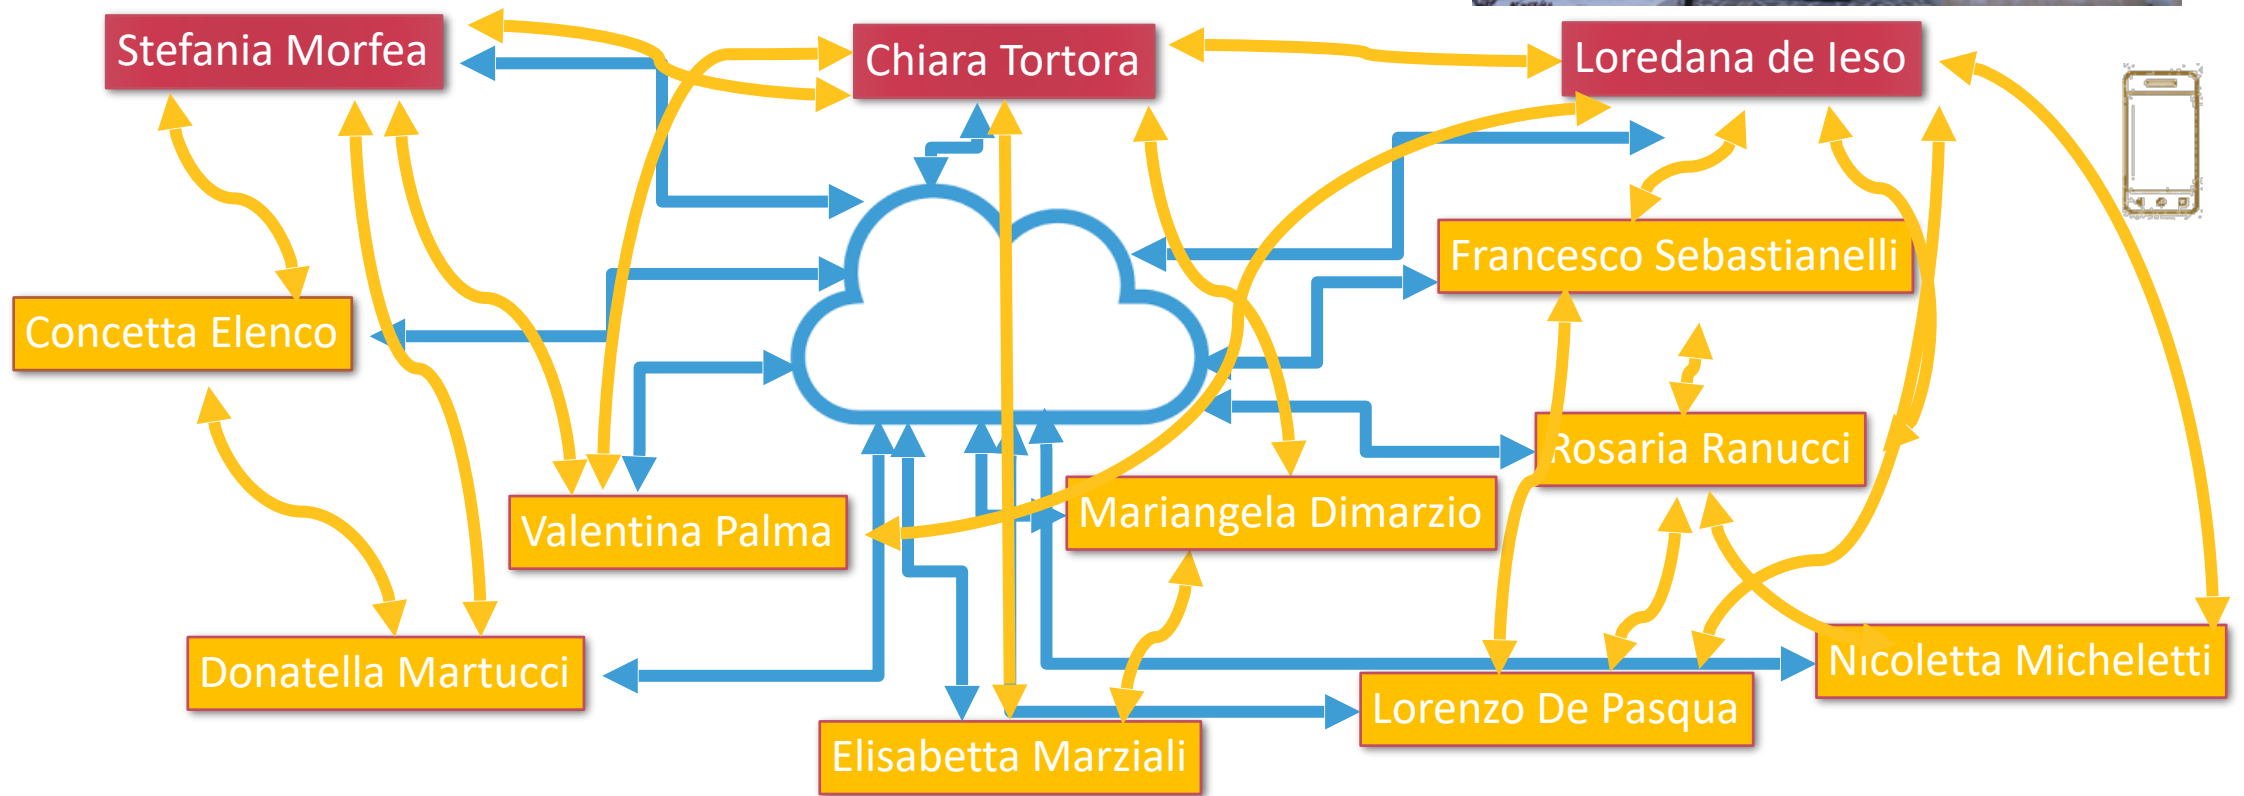 Stefania Morfea
Chiara Tortora
Loredana de Ieso
Francesco Sebastianelli
Concetta Elenco
Rosaria Ranucci
Valentina Palma
Mariangela Dimarzio
Donatella Martucci
Nicoletta Micheletti
Lorenzo De Pasqua
Elisabetta Marziali